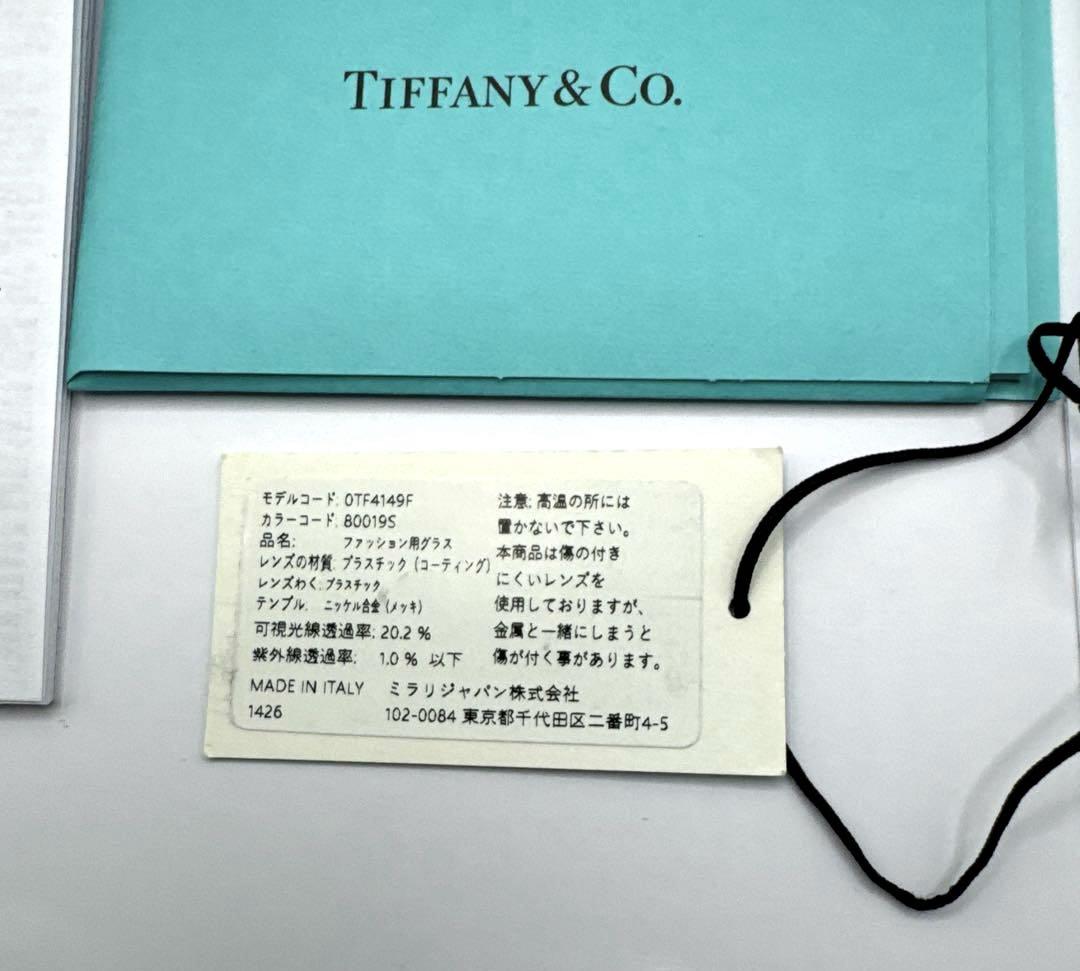 TIFFANY & CO.
モデルコード: 0TF4149F
カラーコード: 80019S
品名: ファッション用グラス
レンズの材質: プラスチック (コーティング)
レンズわく: プラスチック
テンプル: ニッケル合金 (メッキ)
可視光線透過率: 20.2 %
紫外線透過率: 1.0 % 以下
注意: 高温の所には
置かないで下さい。
本商品は傷の付き
にくいレンズを
使用しておりますが、
金属と一緒にしまうと
傷が付く事があります。
MADE IN ITALY ミラリジャパン株式会社
1426 102-0084 東京都千代田区二番町4-5